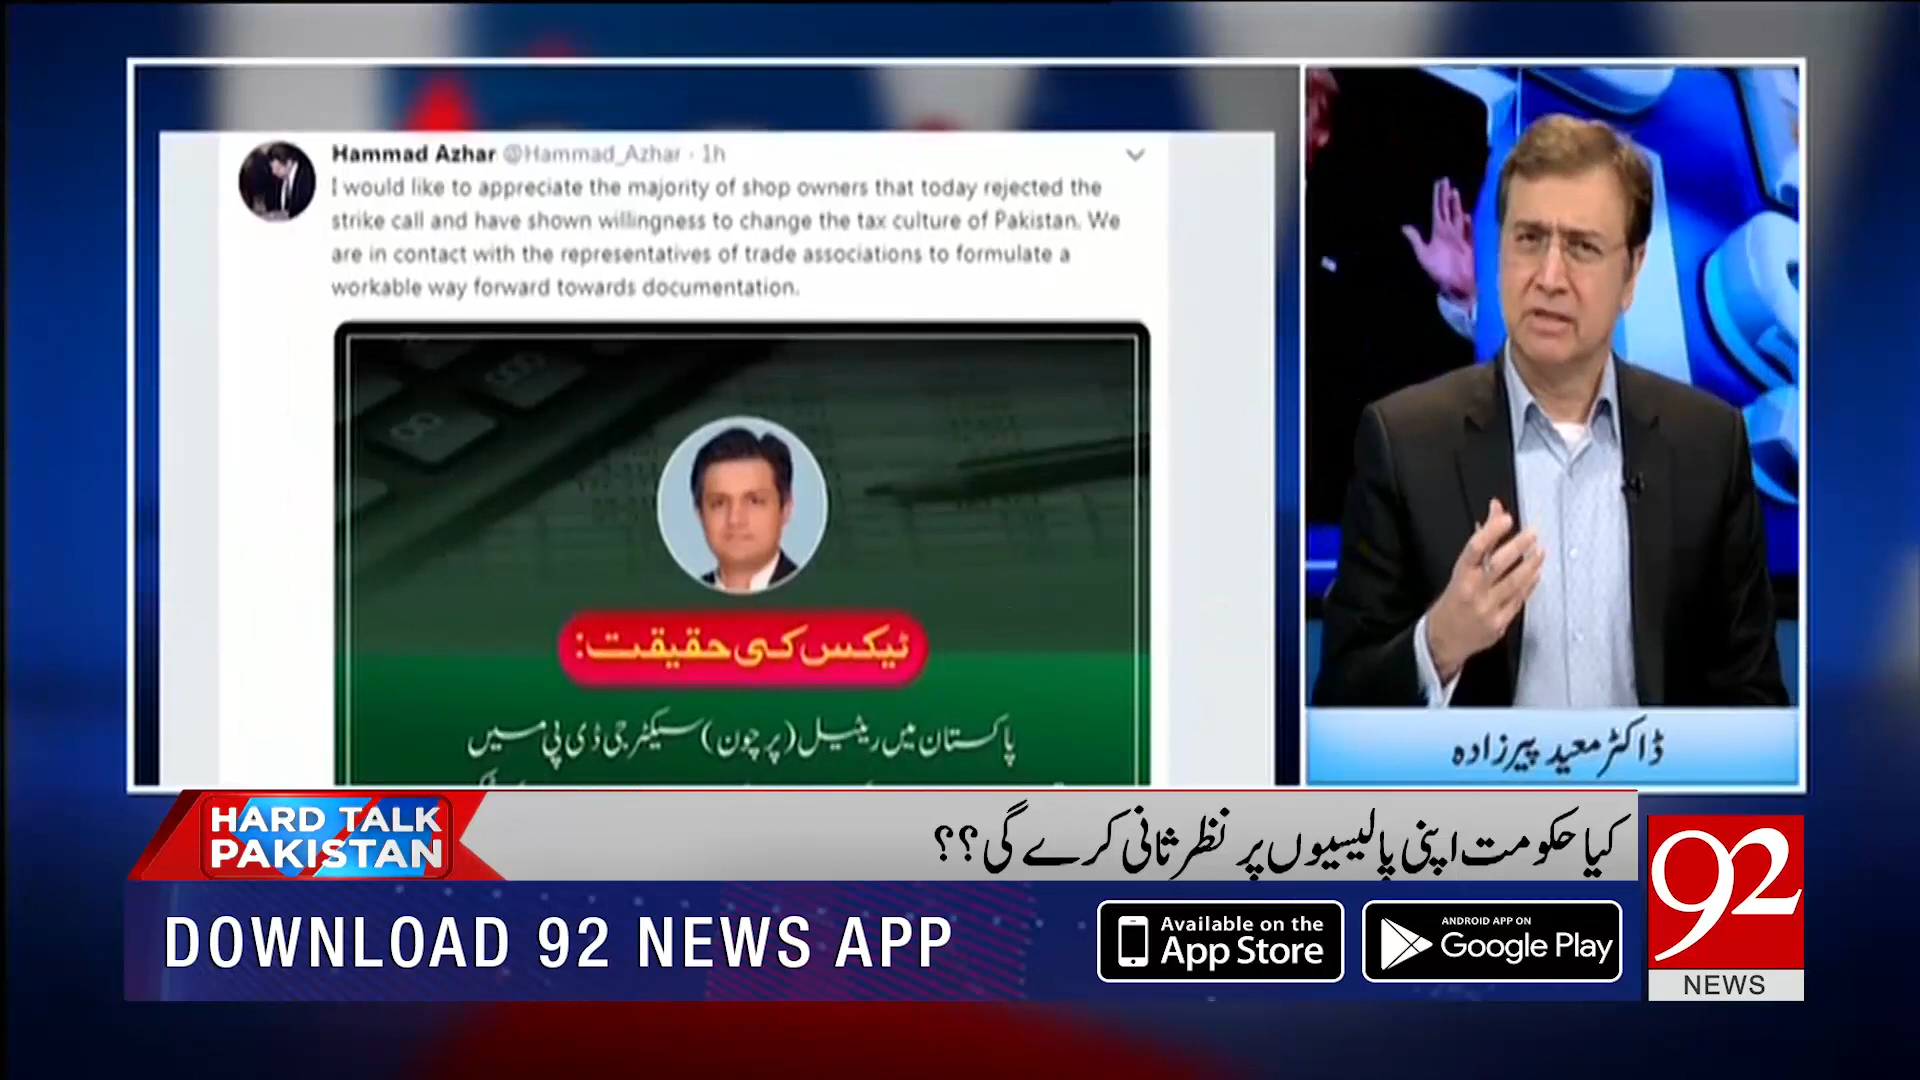 Hammad Azhar @Hammad_Azhar · 1h
I would like to appreciate the majority of shop owners that today rejected the
strike call and have shown willingness to change the tax culture of Pakistan. We
are in contact with the representatives of trade associations to formulate a
workable way forward towards documentation.
ٹیکس کی حقیقت:
پاکستان میں ریٹیل (پرچون) سیکٹر جی ڈی پی میں
ڈاکٹر معید پیرزادہ
HARD TALK
PAKISTAN
کیا حکومت اپنی پالیسیوں پر نظر ثانی کرے گی؟؟
DOWNLOAD 92 NEWS APP
Available on the
App Store
ANDROID APP ON
Google Play
92
NEWS